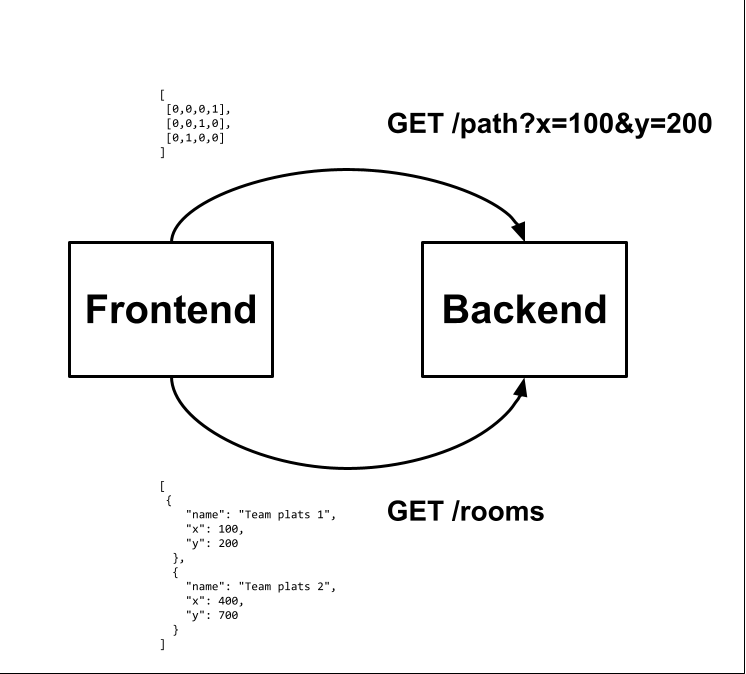 [
[0,0,0,1],
[0,0,1,0],
[0,1,0,0]
]
GET /path?x=100&y=200
Frontend
Backend
[
{
"name": "Team plats 1",
"x": 100,
"y": 200
},
{
"name": "Team plats 2",
"x": 400,
"y": 700
}
]
GET /rooms